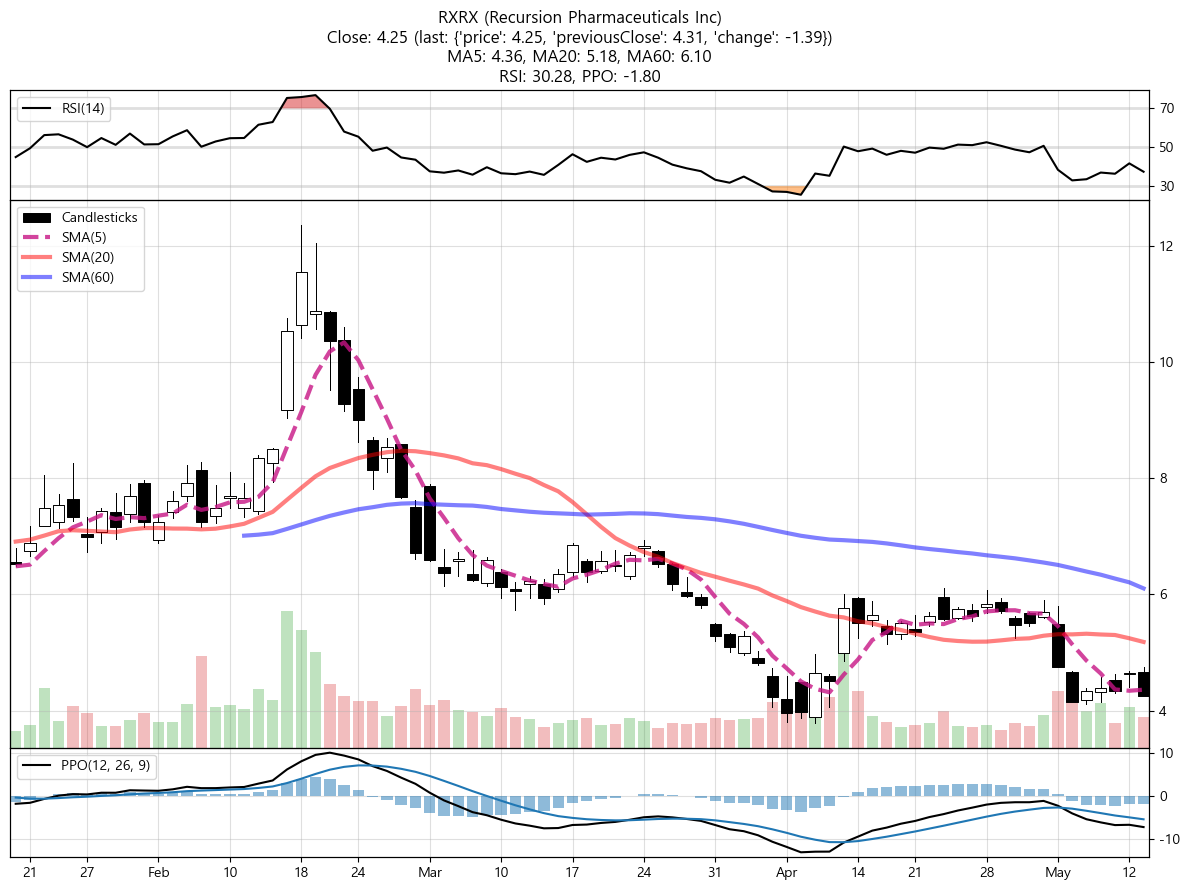 RXRX (Recursion Pharmaceuticals Inc)
Close: 4.25 (last: {'price': 4.25, 'previousClose': 4.31, 'change': -1.39})
MA5: 4.36, MA20: 5.18, MA60: 6.10
RSI: 30.28, PPO: -1.80
RSI(14)
70
50
30
Candlesticks
SMA(5)
SMA(20)
SMA(60)
12
10
8
6
4
PPO(12, 26, 9)
10
0
-10
21 27 Feb 10 18 24 Mar 10 17 24 31 Apr 14 21 28 May 12